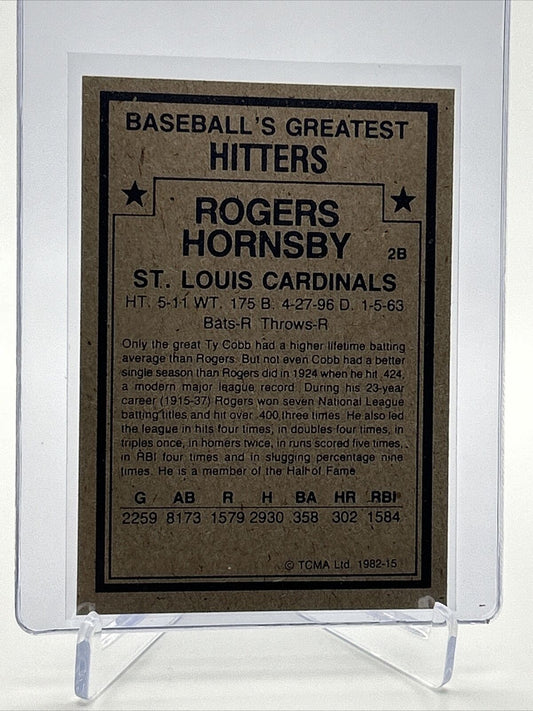 BASEBALL'S GREATEST
HITTERS
ROGERS
HORNSBY 2B
ST. LOUIS CARDINALS
HT. 5-11 WT. 175 B. 4-27-96 D. 1-5-63
Bats-R Throws-R
Only the great Ty Cobb had a higher lifetime batting
average than Rogers. But not even Cobb had a better
single season than Rogers did in 1924 when he hit .424,
a modern major league record. During his 23-year
career (1915-37) Rogers won seven National League
batting titles and hit over .400 three times. He also led
the league in hits four times, in doubles four times, in
triples once, in homers twice, in runs scored five times,
in RBI four times and in slugging percentage nine
times. He is a member of the Hall of Fame.
G AB R H BA HR RBI
2259 8173 1579 2930 .358 302 1584
© TCMA Ltd. 1982-15